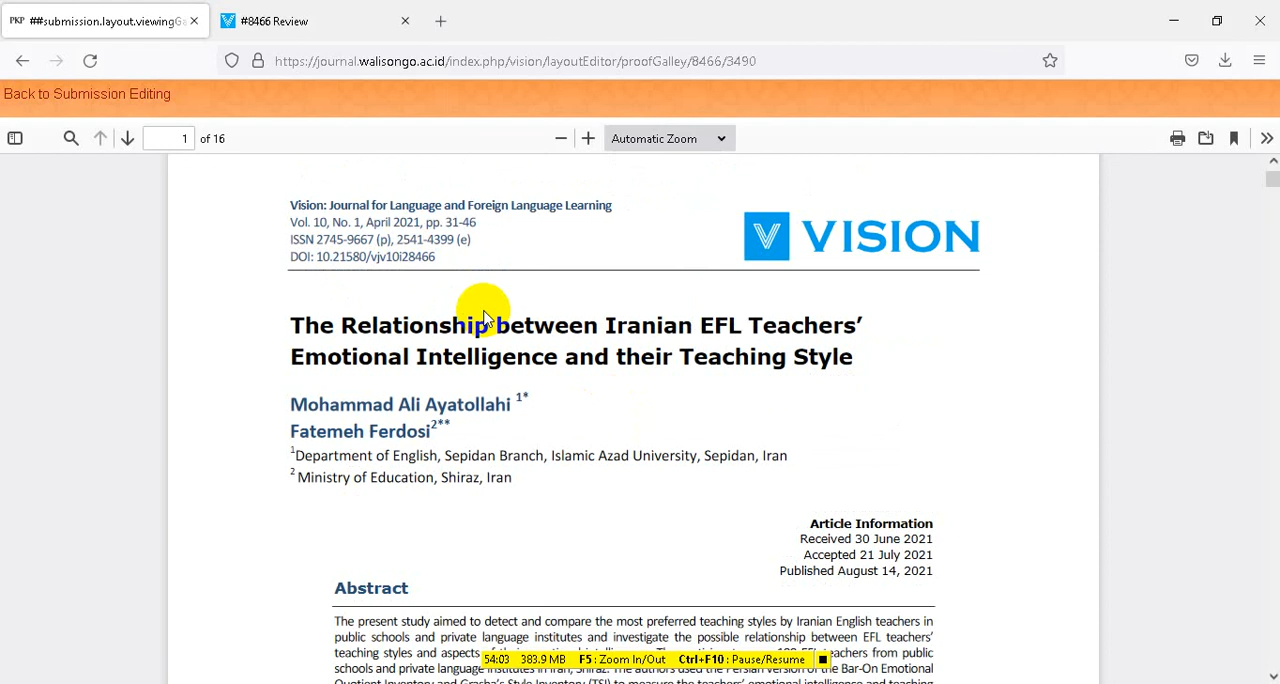 PKP ##submission.layout.viewingGa
#8466 Review
https://journal.walisongo.ac.id/index.php/vision/layoutEditor/proofGalley/8466/3490
Back to Submission Editing
1 of 16
Automatic Zoom
Vision: Journal for Language and Foreign Language Learning
Vol. 10, No. 1, April 2021, pp. 31-46
ISSN 2745-9667 (p), 2541-4399 (e)
DOI: 10.21580/vjv10i28466
VISION
The Relationship between Iranian EFL Teachers’
Emotional Intelligence and their Teaching Style
Mohammad Ali Ayatollahi 1*
Fatemeh Ferdosi2**
1Department of English, Sepidan Branch, Islamic Azad University, Sepidan, Iran
2 Ministry of Education, Shiraz, Iran
Article Information
Received 30 June 2021
Accepted 21 July 2021
Published August 14, 2021
Abstract
The present study aimed to detect and compare the most preferred teaching styles by Iranian English teachers in
public schools and private language institutes and investigate the possible relationship between EFL teachers’
teaching styles and aspects of teachers from public
54:03 383.9 MB F5 : Zoom In/Out Ctrl+F10 : Pause/Resume
schools and private language institutes in Iran, Shiraz. The authors used the Persian version of the Bar-On Emotional
Quotient Inventory and Grasha’s Style Inventory (TSI) to measure the teachers’ emotional intelligence and teaching